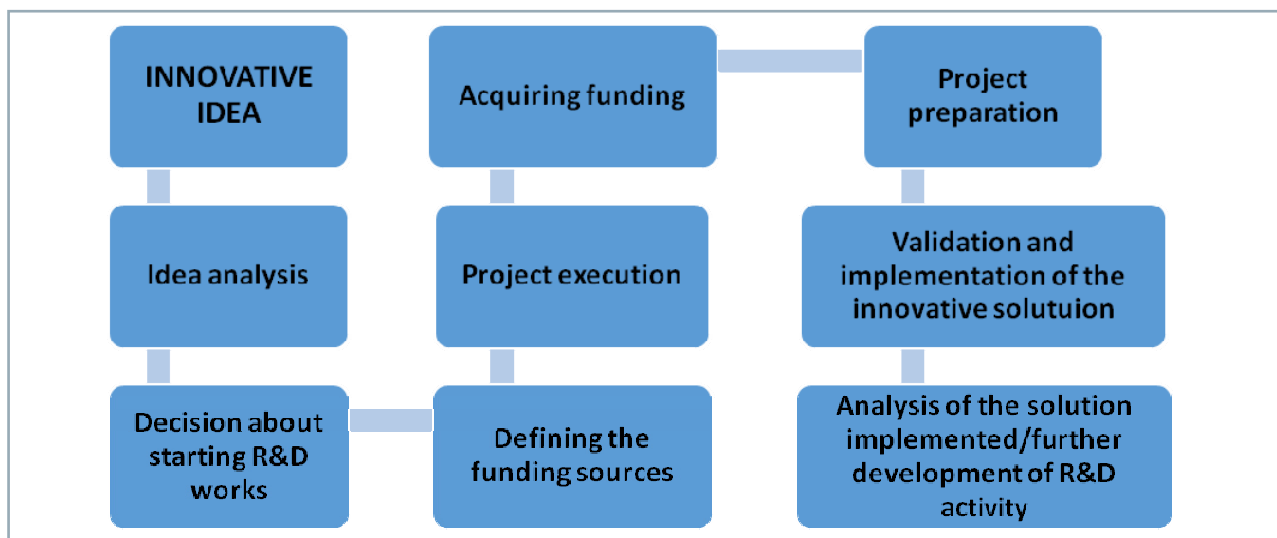 INNOVATIVE
IDEA
Idea analysis
Decision about
starting R&D
works
Defining the
funding sources
Project execution
Acquiring funding
Project
preparation
Validation and
implementation of the
innovative solutuion
Analysis of the solution
implemented/further
development of R&D
activity